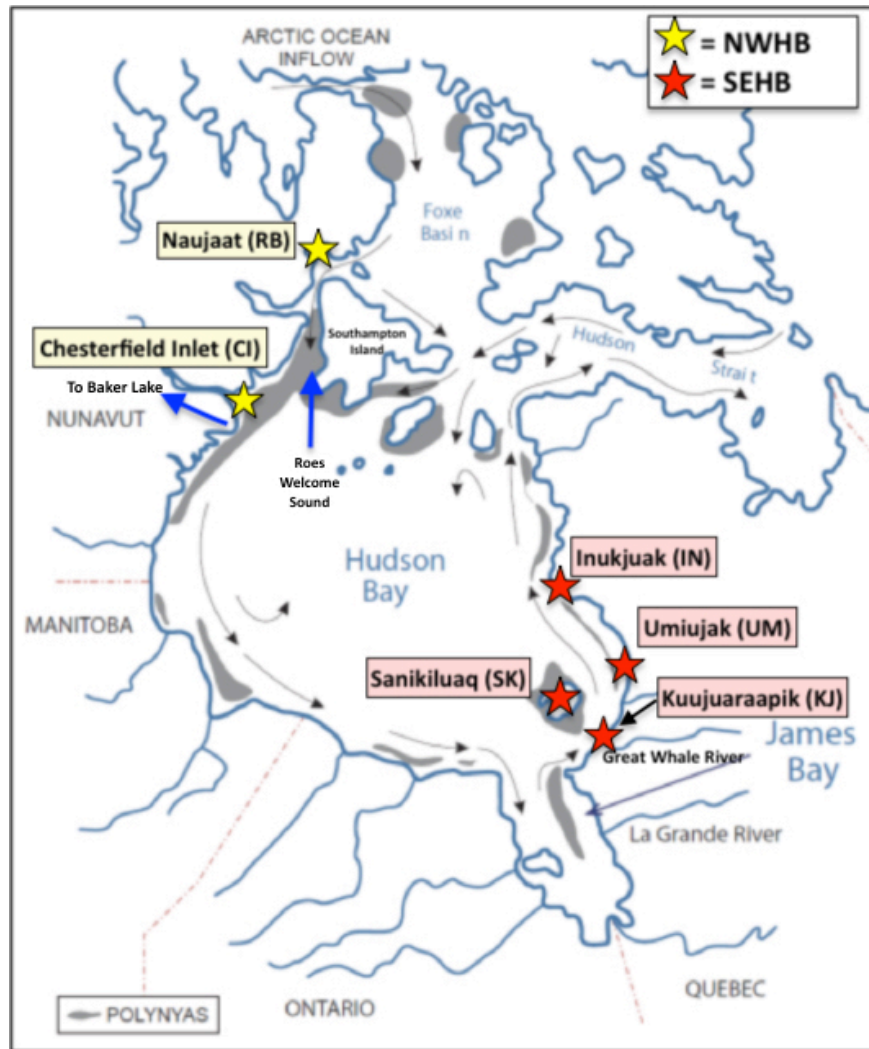 ARCTIC OCEAN
INFLOW
= NWHB
= SEHB
Foxe
Basi n
Naujaat (RB)
Southampton
Island
Hudson
Strai t
Chesterfield Inlet (CI)
To Baker Lake
NUNAVUT
Roes
Welcome
Sound
Hudson
Bay
Inukjuak (IN)
MANITOBA
Umiujak (UM)
Sanikiluaq (SK)
Kuujuaraapik (KJ)
James
Bay
Great Whale River
La Grande River
QUEBEC
ONTARIO
POLYNYAS